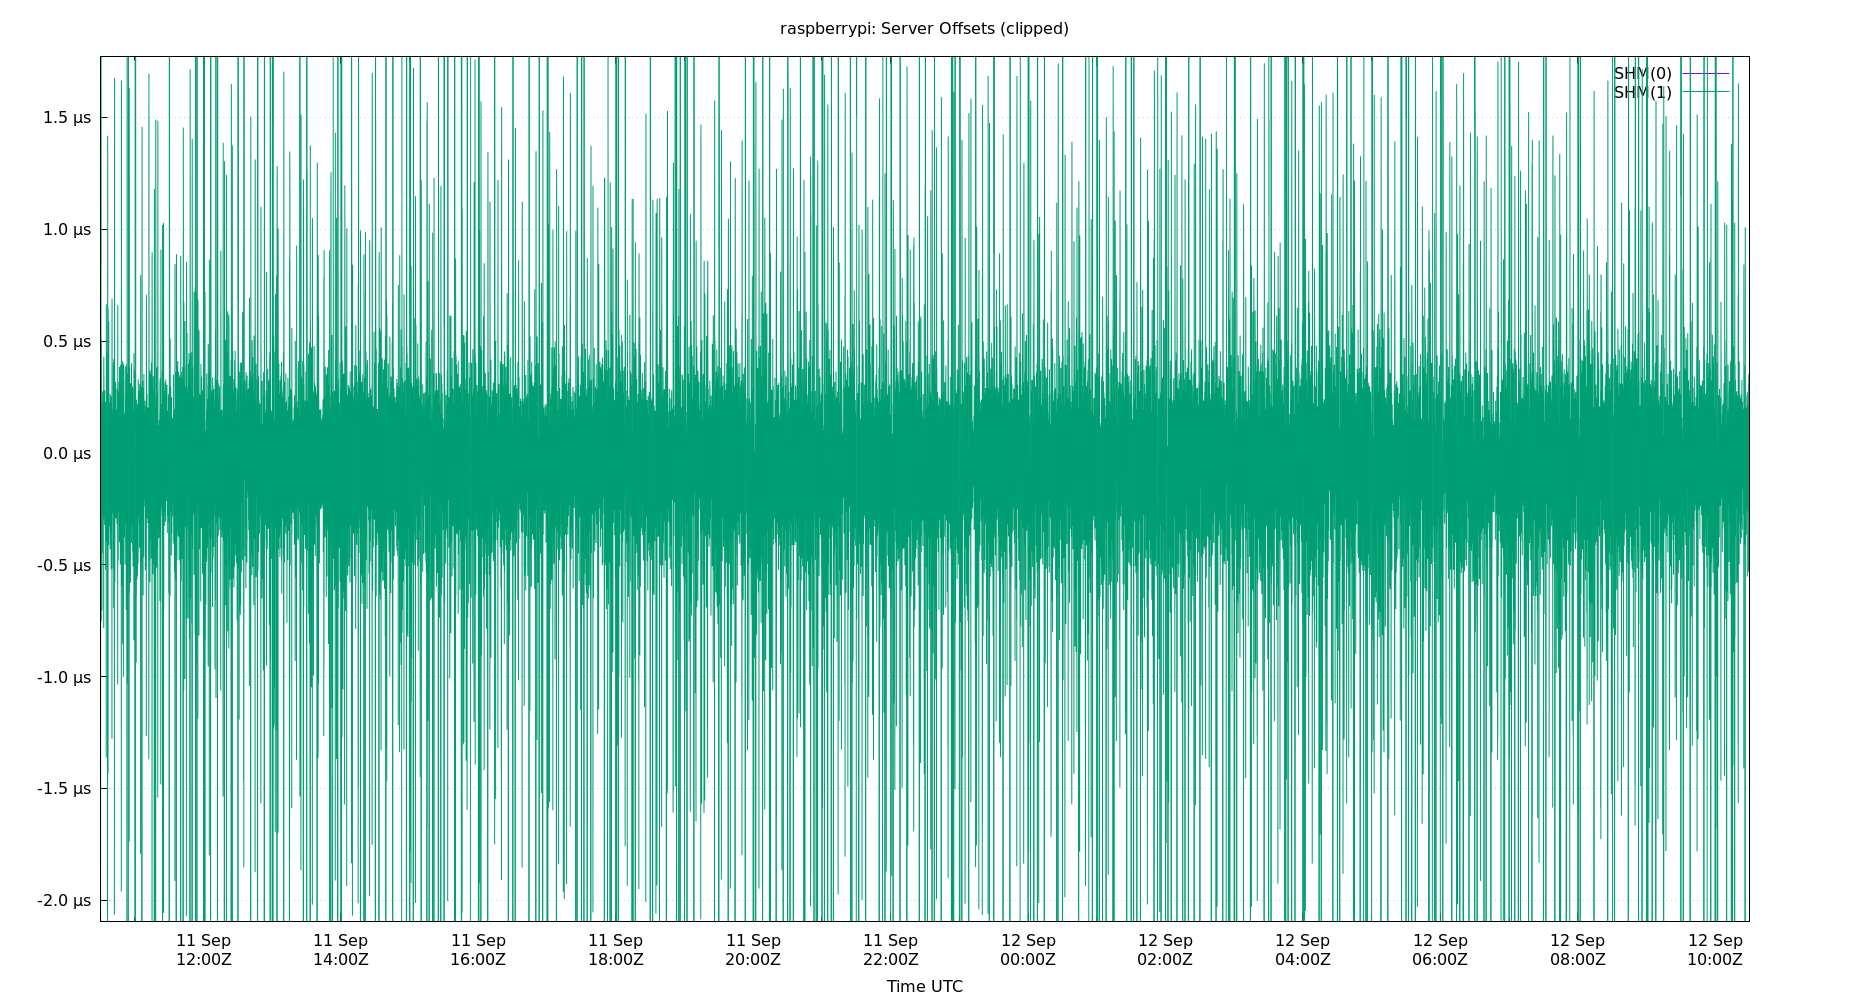 raspberrypi: Server Offsets (clipped)
SHM(0)
SHM(1)
1.5 µs
1.0 µs
0.5 µs
0.0 µs
-0.5 µs
-1.0 µs
-1.5 µs
-2.0 µs
11 Sep 11 Sep 11 Sep 11 Sep 11 Sep 11 Sep 12 Sep 12 Sep 12 Sep 12 Sep 12 Sep 12 Sep
12:00Z 14:00Z 16:00Z 18:00Z 20:00Z 22:00Z 00:00Z 02:00Z 04:00Z 06:00Z 08:00Z 10:00Z
Time UTC